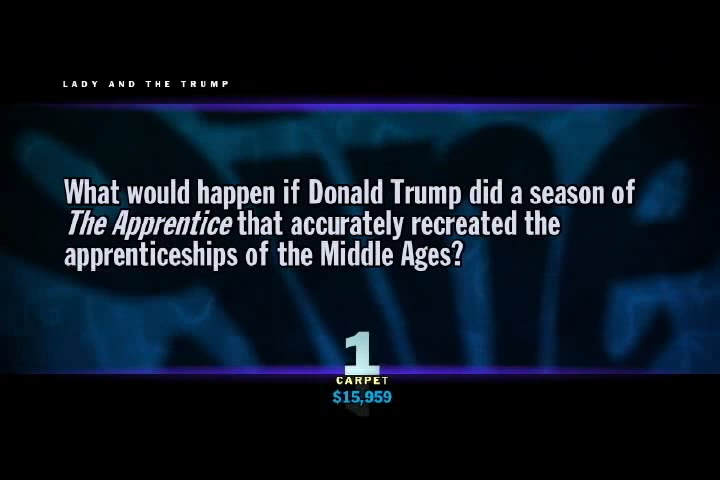 LADY AND THE TRUMP
What would happen if Donald Trump did a season of
The Apprentice that accurately recreated the
apprenticeships of the Middle Ages?
1
CARPET
$15,959